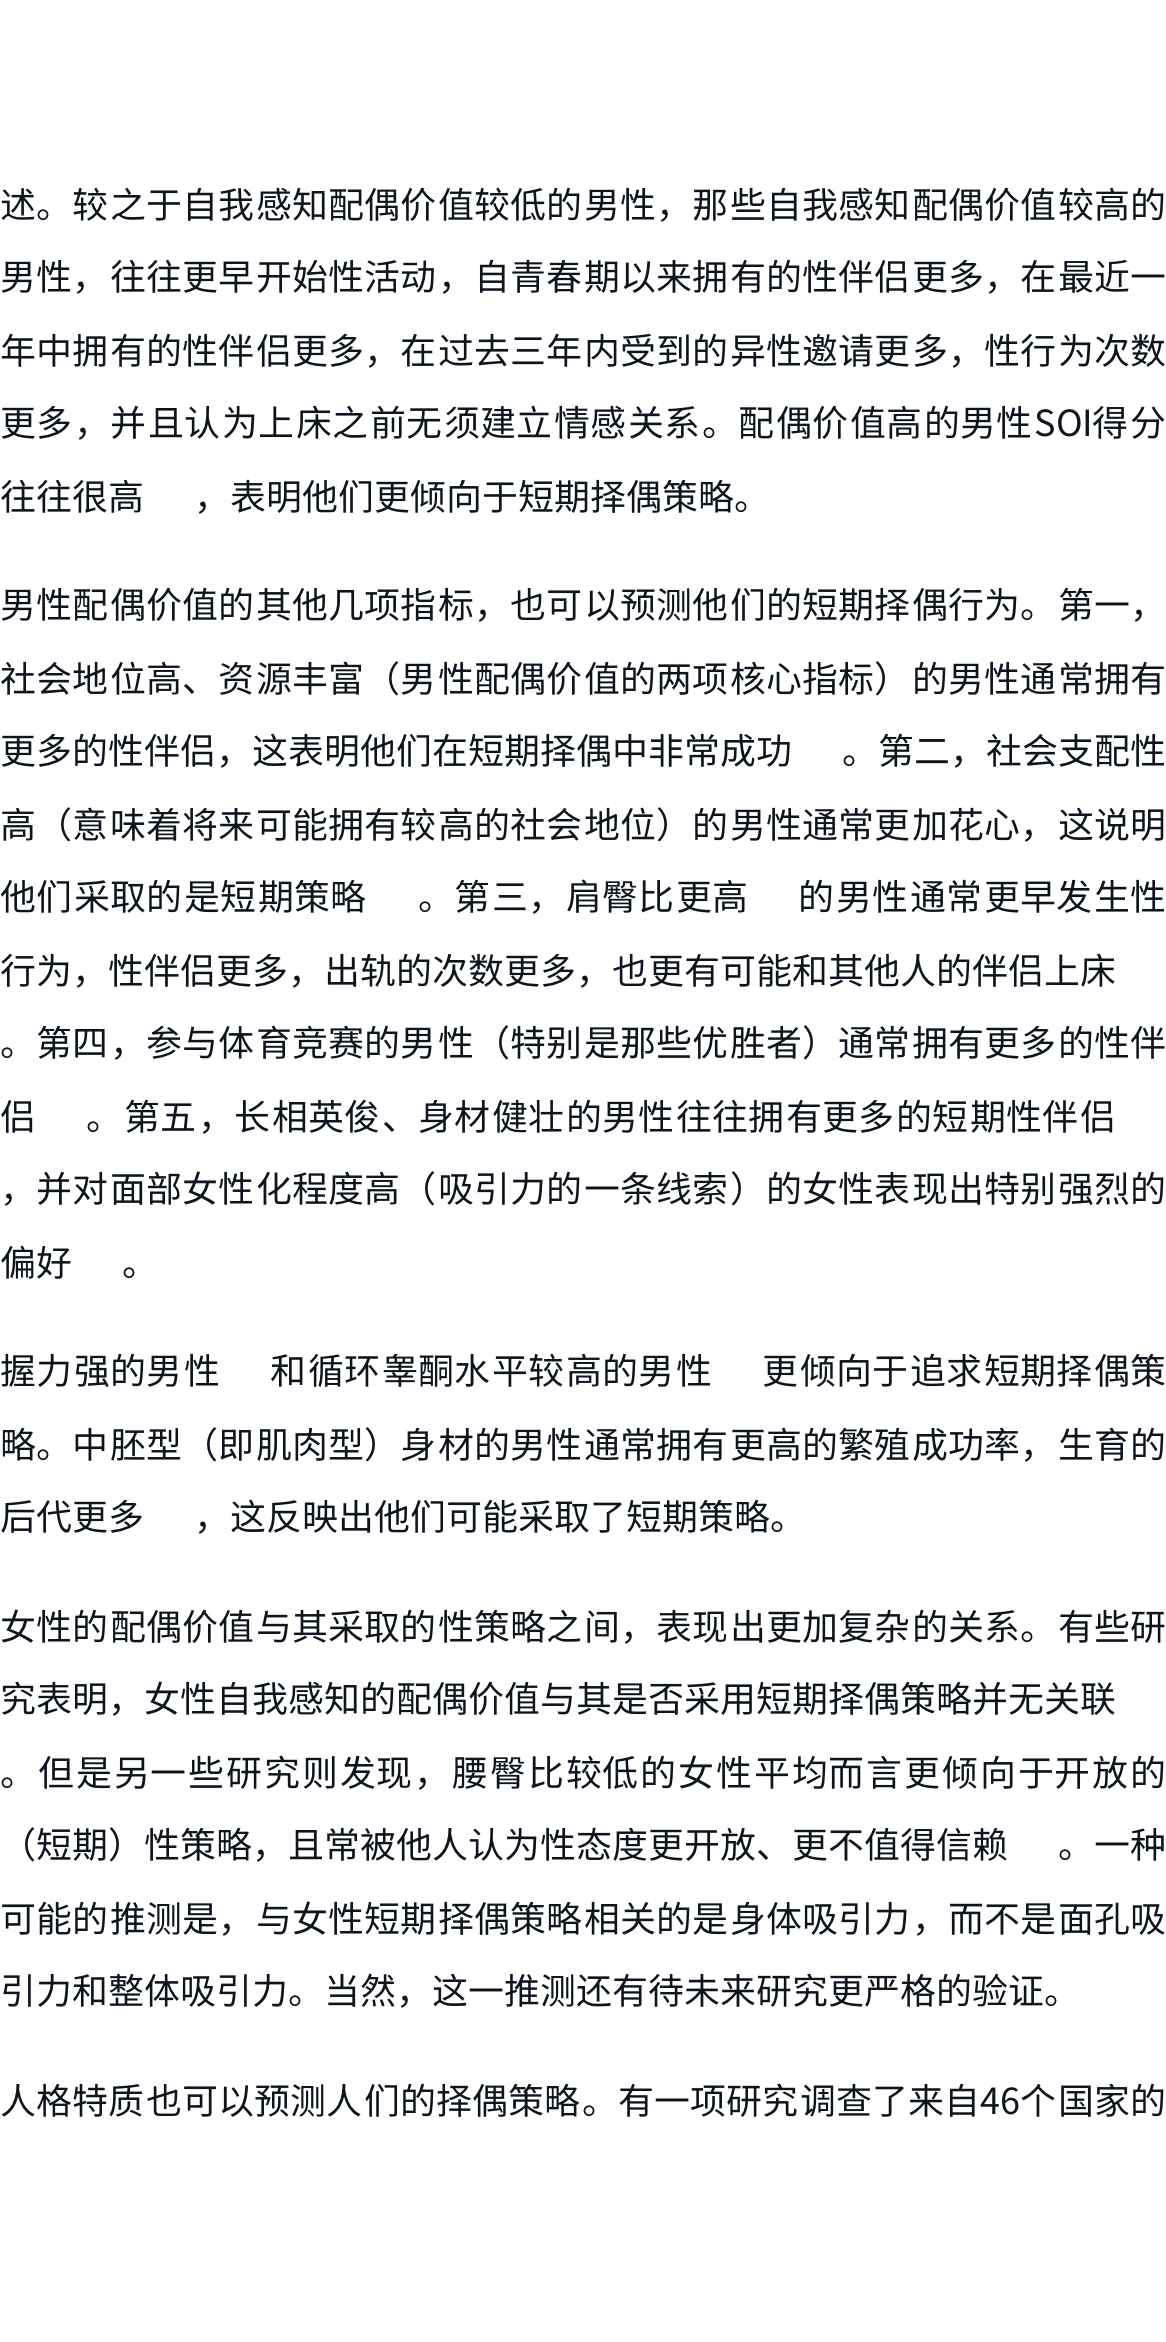 述。较之于自我感知配偶价值较低的男性，那些自我感知配偶价值较高的
男性，往往更早开始性活动，自青春期以来拥有的性伴侣更多，在最近一
年中拥有的性伴侣更多，在过去三年内受到的异性邀请更多，性行为次数
更多，并且认为上床之前无须建立情感关系。配偶价值高的男性SOI得分
往往很高 ，表明他们更倾向于短期择偶策略。
男性配偶价值的其他几项指标，也可以预测他们的短期择偶行为。第一，
社会地位高、资源丰富（男性配偶价值的两项核心指标）的男性通常拥有
更多的性伴侣，这表明他们在短期择偶中非常成功 。第二，社会支配性
高（意味着将来可能拥有较高的社会地位）的男性通常更加花心，这说明
他们采取的是短期策略 。第三，肩臀比更高 的男性通常更早发生性
行为，性伴侣更多，出轨的次数更多，也更有可能和其他人的伴侣上床
。第四，参与体育竞赛的男性（特别是那些优胜者）通常拥有更多的性伴
侣 。第五，长相英俊、身材健壮的男性往往拥有更多的短期性伴侣
，并对面部女性化程度高（吸引力的一条线索）的女性表现出特别强烈的
偏好 。
握力强的男性 和循环睾酮水平较高的男性 更倾向于追求短期择偶策
略。中胚型（即肌肉型）身材的男性通常拥有更高的繁殖成功率，生育的
后代更多 ，这反映出他们可能采取了短期策略。
女性的配偶价值与其采取的性策略之间，表现出更加复杂的关系。有些研
究表明，女性自我感知的配偶价值与其是否采用短期择偶策略并无关联
。但是另一些研究则发现，腰臀比较低的女性平均而言更倾向于开放的
（短期）性策略，且常被他人认为性态度更开放、更不值得信赖 。一种
可能的推测是，与女性短期择偶策略相关的是身体吸引力，而不是面孔吸
引力和整体吸引力。当然，这一推测还有待未来研究更严格的验证。
人格特质也可以预测人们的择偶策略。有一项研究调查了来自46个国家的